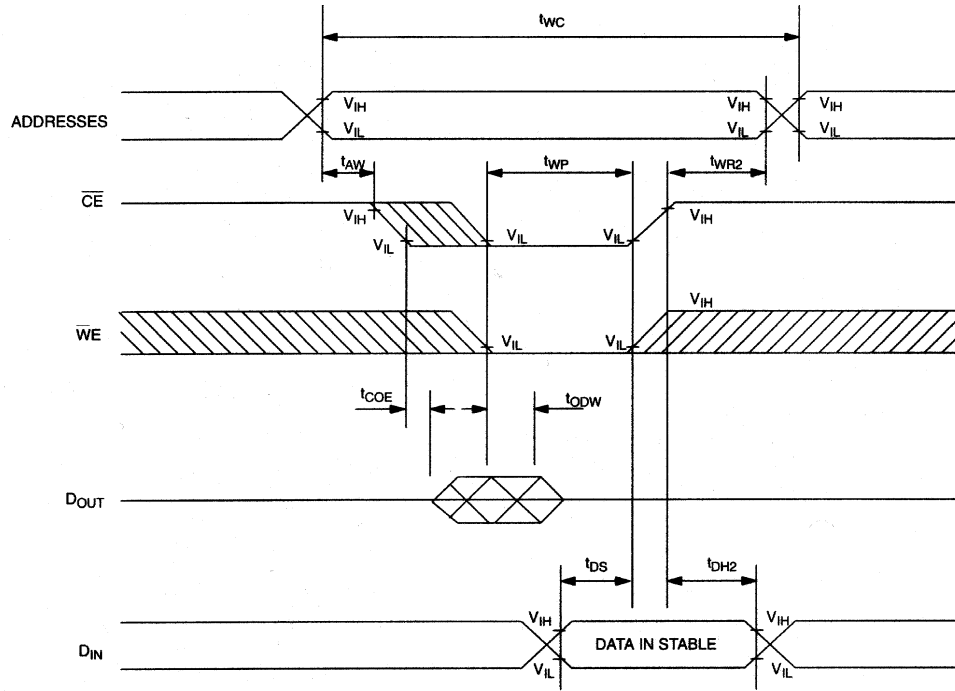 tWC
VIH VIH VIH
ADDRESSES
VIL VIL VIL
tAW tWP tWR2
CE
VIH VIH
VIL VIL VIL
VIH
WE
VIL VIL
tCOE tODW
DOUT
tDS tDH2
VIH VIH
DATA IN STABLE
DIN
VIL VIL